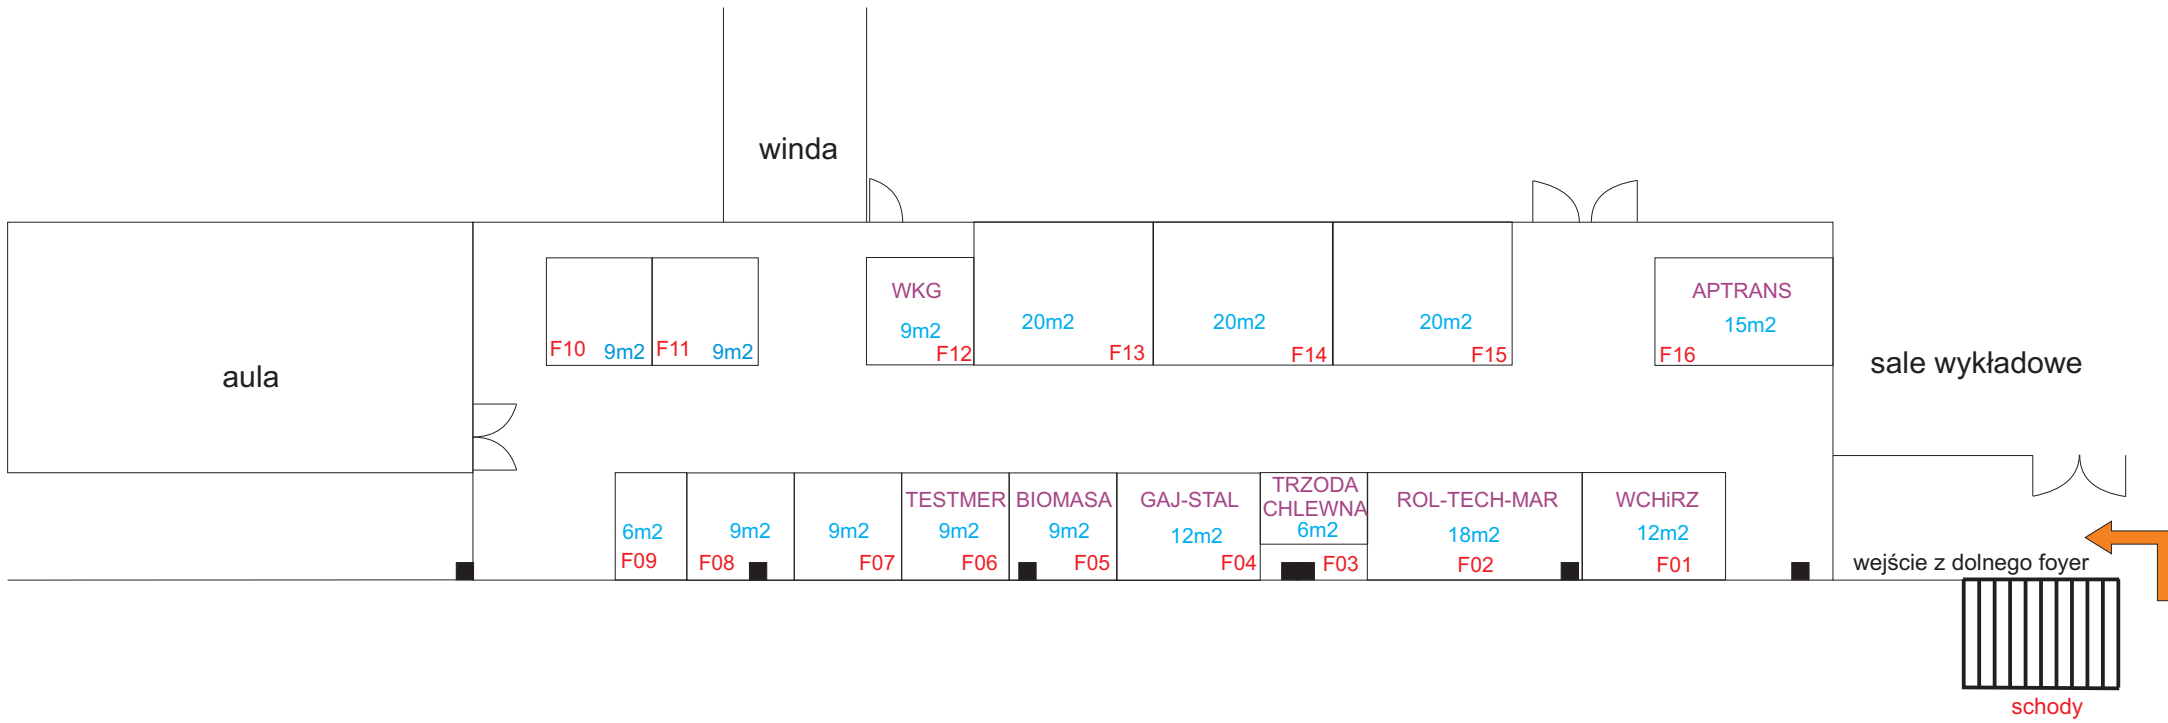 winda
aula
F10 9m2
F11 9m2
WKG
9m2
F12
20m2
F13
20m2
F14
20m2
F15
APTRANS
15m2
F16
sale wykładowe
6m2
F09
9m2
F08
9m2
F07
TESTMER
9m2
F06
BIOMASA
9m2
F05
GAJ-STAL
12m2
F04
TRZODA
CHLEWNA
6m2
F03
ROL-TECH-MAR
18m2
F02
WCHiRZ
12m2
F01
wejście z dolnego foyer
schody